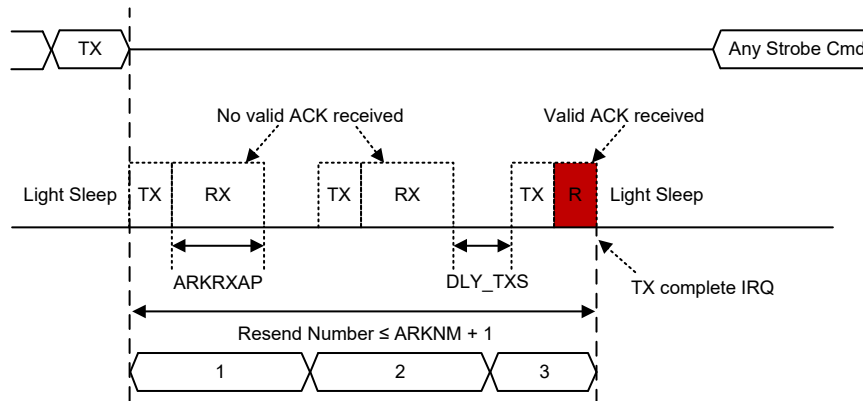 TX
Any Strobe Cmd
No valid ACK received
Valid ACK received
Light Sleep
TX
RX
TX
RX
TX
R
Light Sleep
ARKRXAP
DLY_TXS
TX complete IRQ
Resend Number ≤ ARKNM + 1
1
2
3